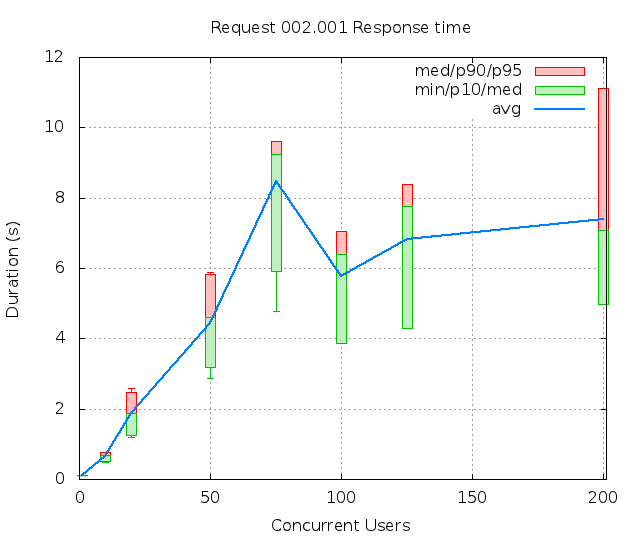 Request 002.001 Response time
12
10
8
6
4
2
0
Duration (s)
med/p90/p95
min/p10/med
avg
0 50 100 150 200
Concurrent Users